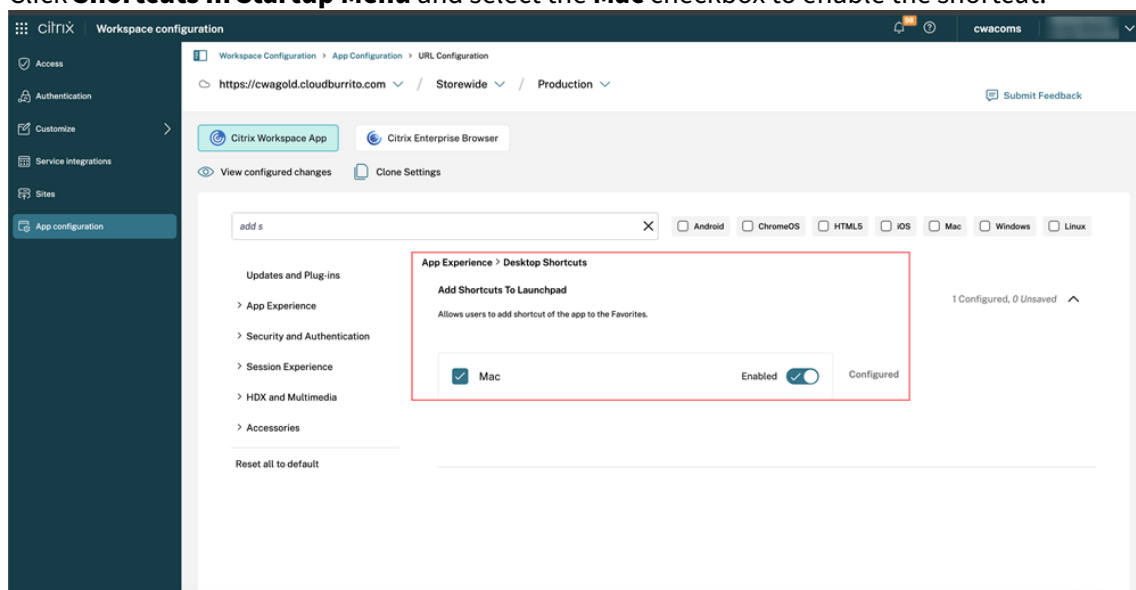 Click Shortcuts in Startup Menu and select the Mac checkbox to enable the shortcut.
citrix Workspace configuration
98
cwacoms
Access
Authentication
Customize
Service integrations
Sites
App configuration
Workspace Configuration > App Configuration > URL Configuration
https://cwagold.cloudburrito.com / Storewide / Production
Submit Feedback
Citrix Workspace App
Citrix Enterprise Browser
View configured changes
Clone Settings
add s
Android
ChromeOS
HTML5
iOS
Mac
Windows
Linux
Updates and Plug-ins
App Experience
Security and Authentication
Session Experience
HDX and Multimedia
Accessories
Reset all to default
App Experience > Desktop Shortcuts
Add Shortcuts To Launchpad
Allows users to add shortcut of the app to the Favorites.
1 Configured, 0 Unsaved
Mac
Enabled
Configured